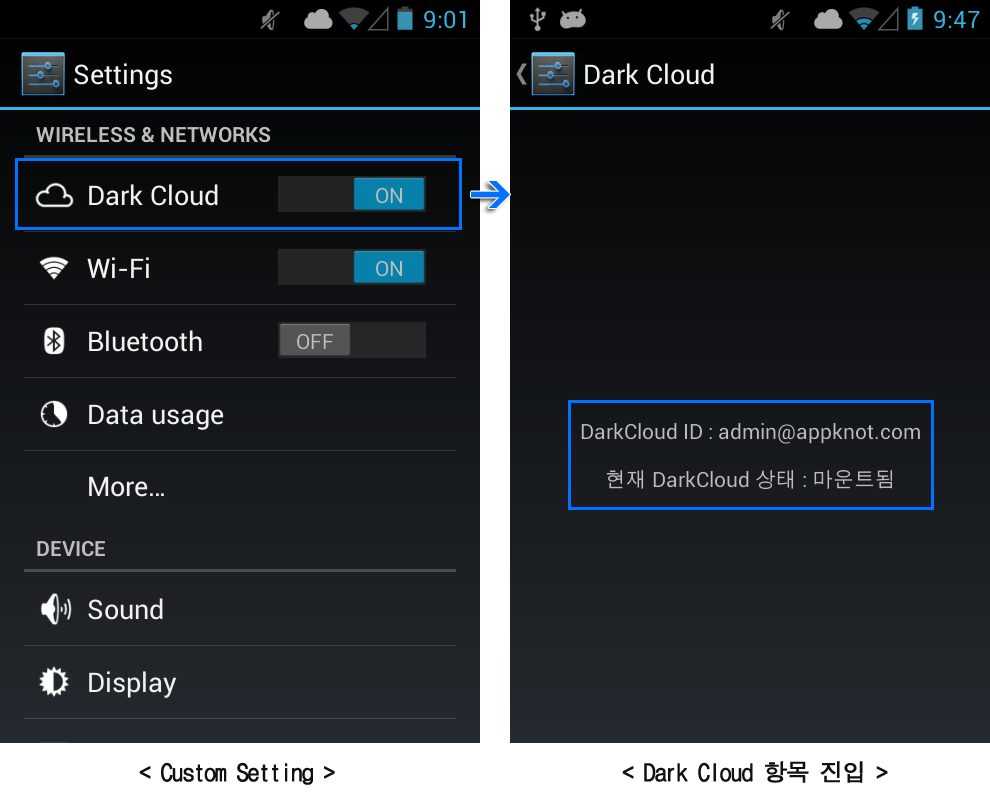 9:01
Settings
WIRELESS & NETWORKS
Dark Cloud ON
Wi-Fi ON
Bluetooth OFF
Data usage
More...
DEVICE
Sound
Display
< Custom Setting >
9:47
Dark Cloud
DarkCloud ID : admin@appknot.com
현재 DarkCloud 상태 : 마운트됨
< Dark Cloud 항목 진입 >